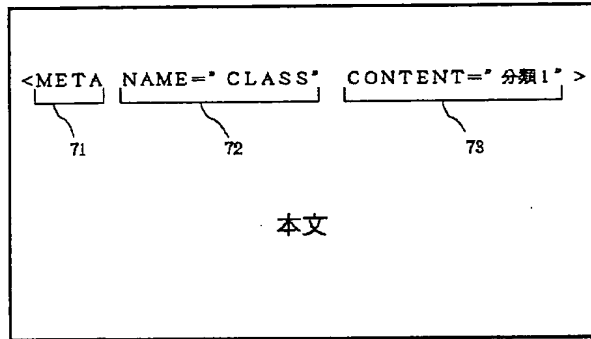 <META NAME="CLASS" CONTENT="分類1">
71 72 73
本文